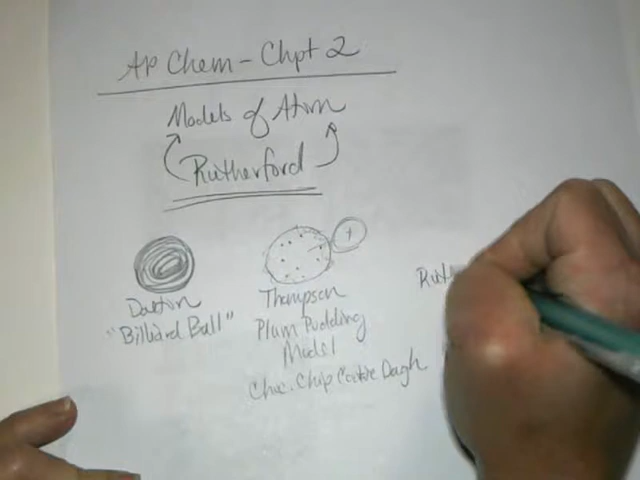 AP Chem - Chpt 2
Models of Atom
Rutherford
+
Dalton
"Billiard Ball"
Thompson
Plum Pudding
Model
Choc. Chip Cookie Dough
Ruth